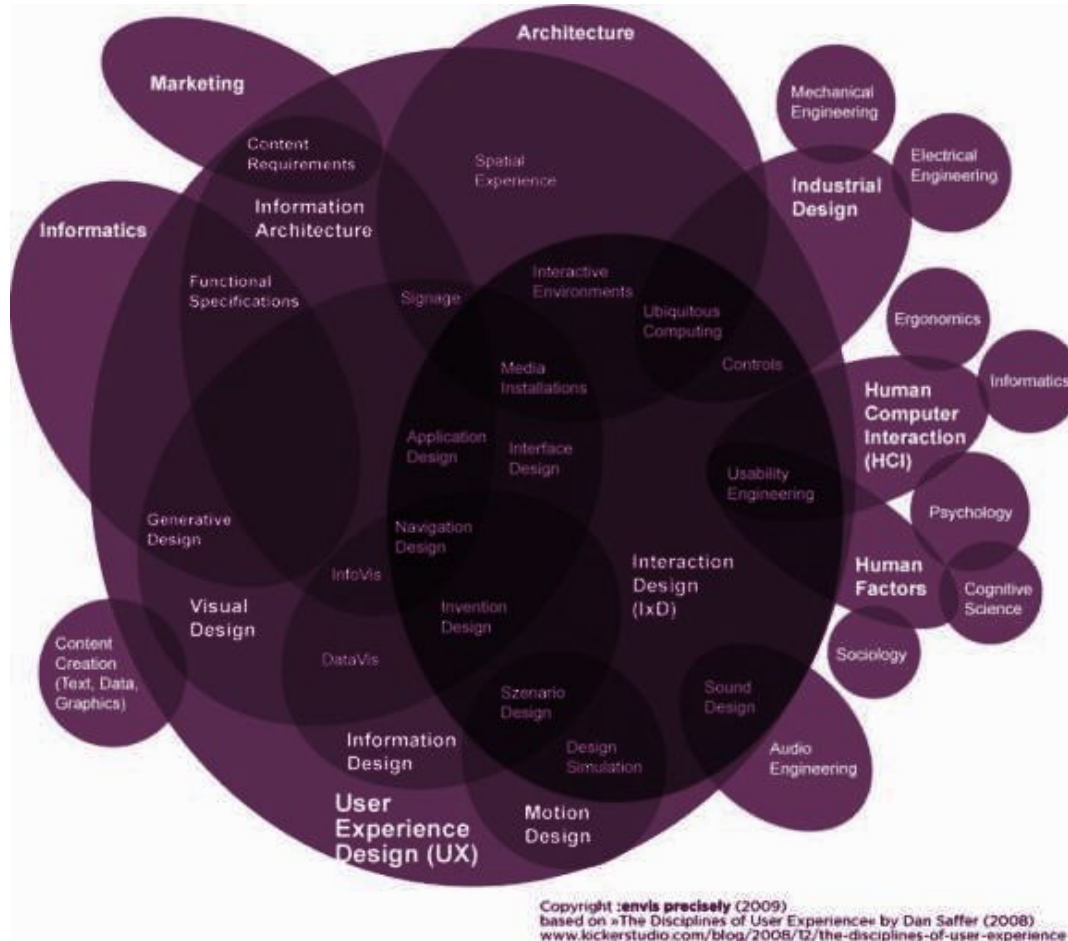 Architecture
Marketing
Mechanical
Engineering
Content
Requirements
Spatial
Experience
Electrical
Engineering
Industrial
Design
Information
Architecture
Informatics
Functional
Specifications
Signage
Interactive
Environments
Ubiquitous
Computing
Ergonomics
Media
Installations
Controls
Human
Computer
Interaction
(HCI)
Informatics
Application
Design
Interface
Design
Usability
Engineering
Psychology
Generative
Design
Navigation
Design
InfoVis
Interaction
Design
(IxD)
Human
Factors
Cognitive
Science
Visual
Design
Invention
Design
Content
Creation
(Text, Data,
Graphics)
DataVis
Sociology
Szenario
Design
Sound
Design
Information
Design
Design
Simulation
Audio
Engineering
User
Experience
Design (UX)
Motion
Design
Copyright :envis precisely (2009)
based on »The Disciplines of User Experience« by Dan Saffer (2008)
www.kickerstudio.com/blog/2008/12/the-disciplines-of-user-experience